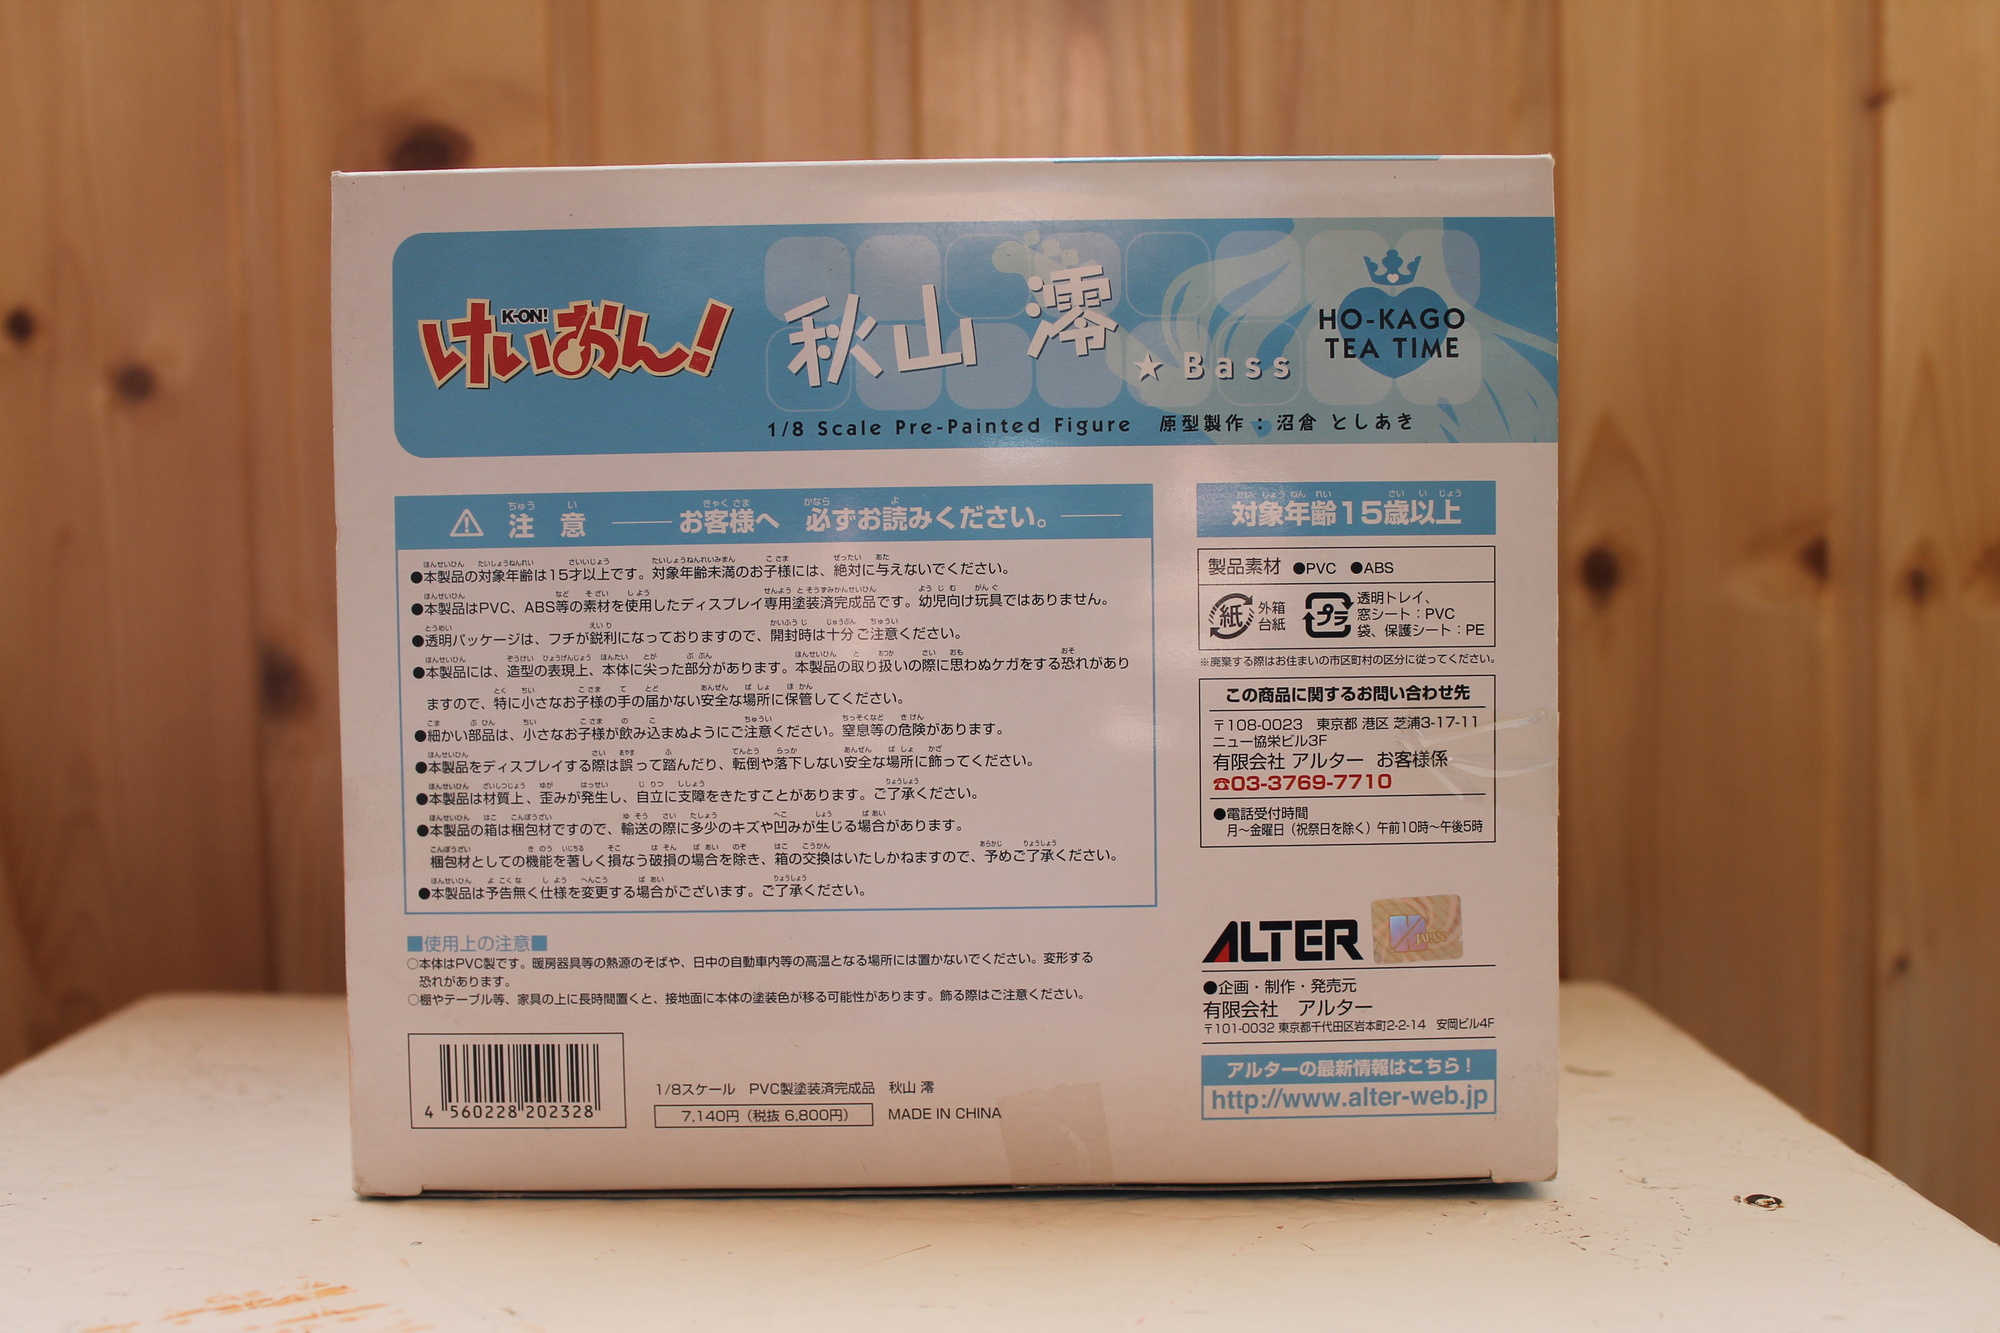 けいおん！
K-ON!
秋山 澪
★Bass
HO-KAGO
TEA TIME
1/8 Scale Pre-Painted Figure 原型製作：沼倉 としあき
注 意 お客様へ 必ずお読みください。
●本製品の対象年齢は15才以上です。対象年齢未満のお子様には、絶対に与えないでください。
●本製品はPVC、ABS等の素材を使用したディスプレイ専用塗装済完成品です。幼児向け玩具ではありません。
●透明パッケージは、フチが鋭利になっておりますので、開封時は十分ご注意ください。
●本製品には、造型の表現上、本体に尖った部分があります。本製品の取り扱いの際に思わぬケガをする恐れがあり
ますので、特に小さなお子様の手の届かない安全な場所に保管してください。
●細かい部品は、小さなお子様が飲み込まぬようにご注意ください。窒息等の危険があります。
●本製品をディスプレイする際は誤って踏んだり、転倒や落下しない安全な場所に飾ってください。
●本製品は材質上、歪みが発生し、自立に支障をきたすことがあります。ご了承ください。
●本製品の箱は梱包材ですので、輸送の際に多少のキズや凹みが生じる場合があります。
梱包材としての機能を著しく損なう破損の場合を除き、箱の交換はいたしかねますので、予めご了承ください。
●本製品は予告無く仕様を変更する場合がございます。ご了承ください。
■使用上の注意■
○本体はPVC製です。暖房器具等の熱源のそばや、日中の自動車内等の高温となる場所には置かないでください。変形する
恐れがあります。
○棚やテーブル等、家具の上に長時間置くと、接地面に本体の塗装色が移る可能性があります。飾る際はご注意ください。
4 560228 202328
1/8スケール PVC製塗装済完成品 秋山 澪
7,140円（税抜 6,800円）
MADE IN CHINA
対象年齢15歳以上
製品素材 ●PVC ●ABS
紙 外箱
台紙
プラ 透明トレイ、
窓シート：PVC
袋、保護シート：PE
※廃棄する際はお住まいの市区町村の区分に従ってください。
この商品に関するお問い合わせ先
〒108-0023 東京都 港区 芝浦3-17-11
ニュー協栄ビル3F
有限会社 アルター お客様係
☎03-3769-7710
●電話受付時間
月～金曜日（祝祭日を除く）午前10時～午後5時
ALTER
JAPAN
●企画・制作・発売元
有限会社 アルター
〒101-0032 東京都千代田区岩本町2-2-14 安岡ビル4F
アルターの最新情報はこちら！
http://www.alter-web.jp